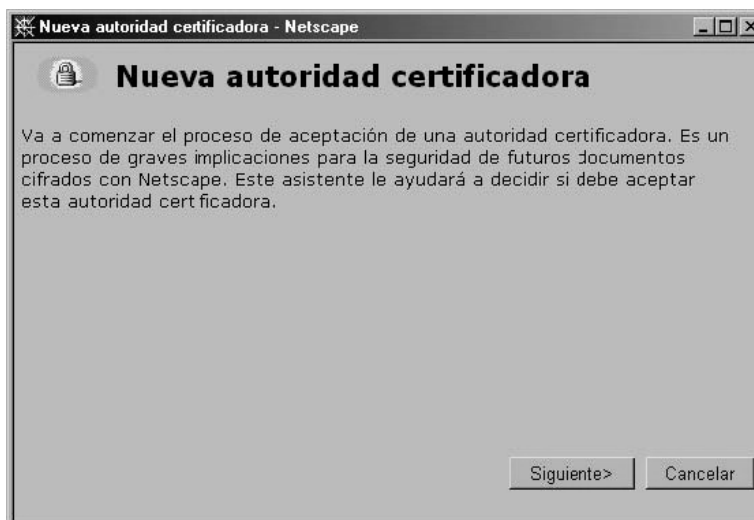 Nueva autoridad certificadora - Netscape
Nueva autoridad certificadora
Va a comenzar el proceso de aceptación de una autoridad certificadora. Es un
proceso de graves implicaciones para la seguridad de futuros documentos
cifrados con Netscape. Este asistente le ayudará a decidir si debe aceptar
esta autoridad certificadora.
Siguiente>
Cancelar